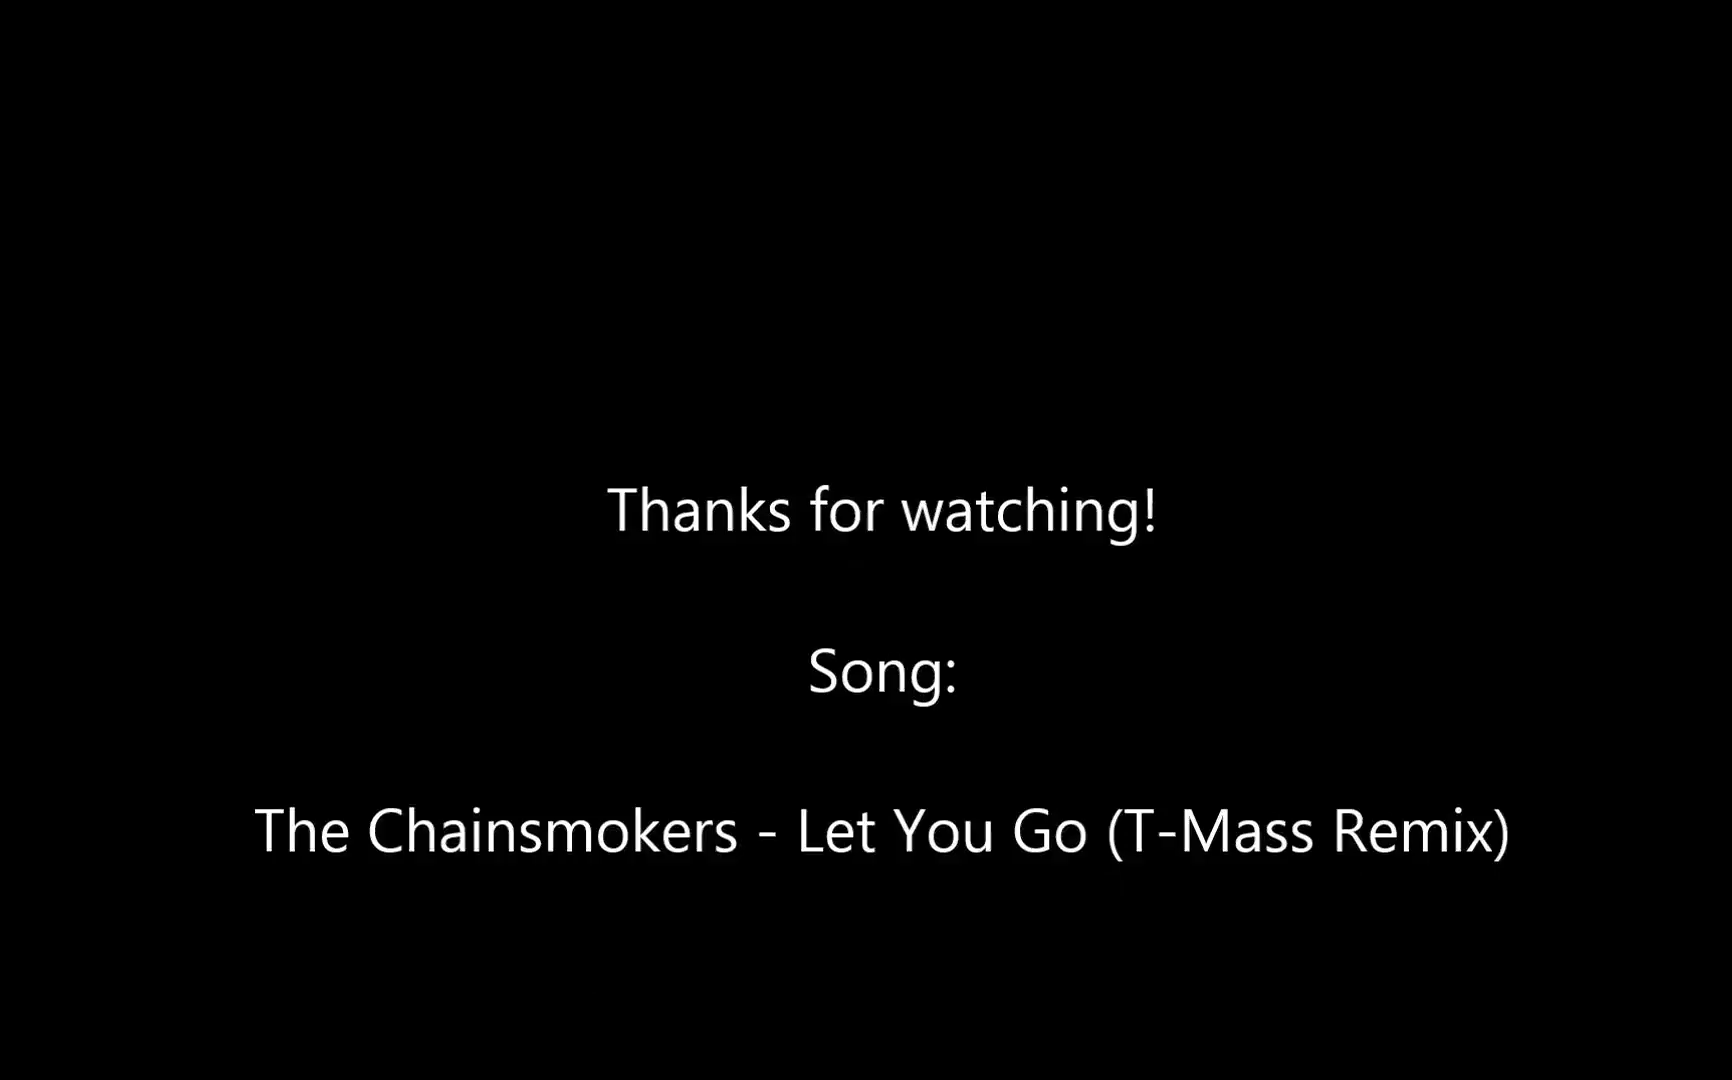 Thanks for watching!
Song:
The Chainsmokers - Let You Go (T-Mass Remix)